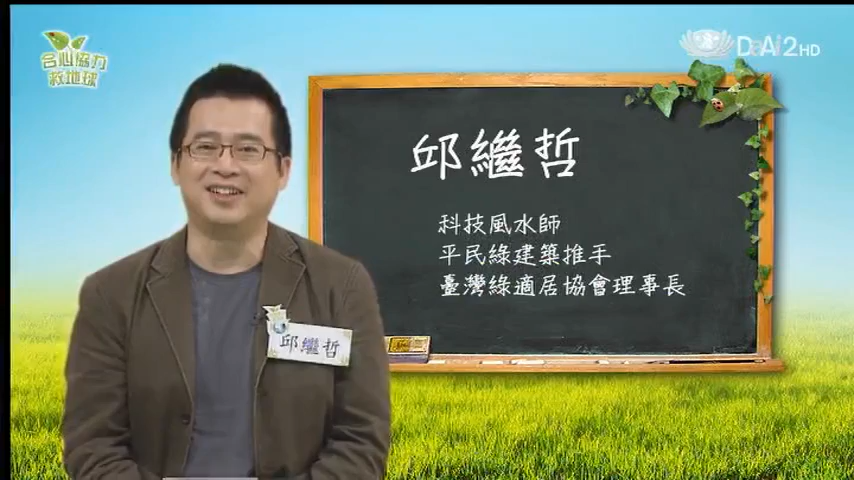 合心協力
救地球
DaAi2HD
邱繼哲
科技風水師
平民綠建築推手
臺灣綠適居協會理事長
邱繼哲